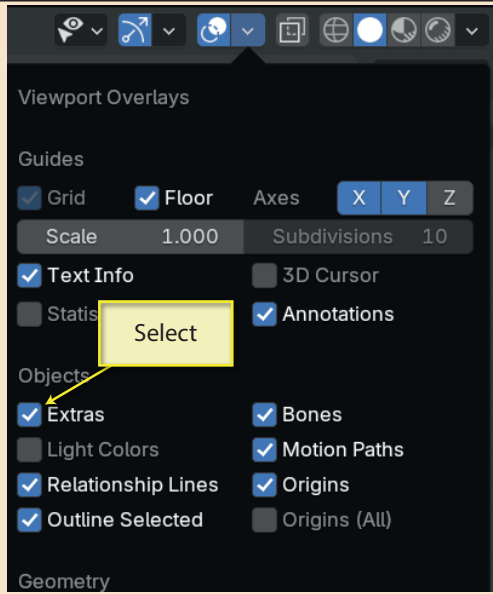 Viewport Overlays
Guides
Grid Floor Axes X Y Z
Scale 1.000 Subdivisions 10
Text Info 3D Cursor
Statis Annotations
Select
Objects
Extras Bones
Light Colors Motion Paths
Relationship Lines Origins
Outline Selected Origins (All)
Geometry